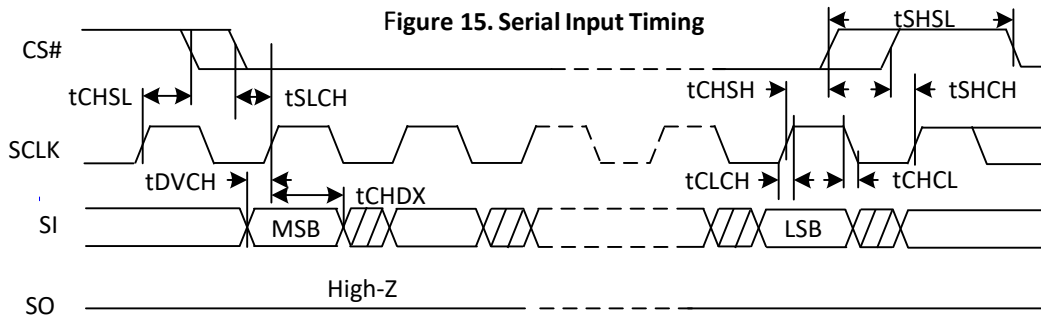 Figure 15. Serial Input Timing
tSHSL
CS#
tCHSL
tSLCH
tCHSH
tSHCH
SCLK
tDVCH
tCHDX
tCLCH
tCHCL
SI
MSB
LSB
High-Z
SO